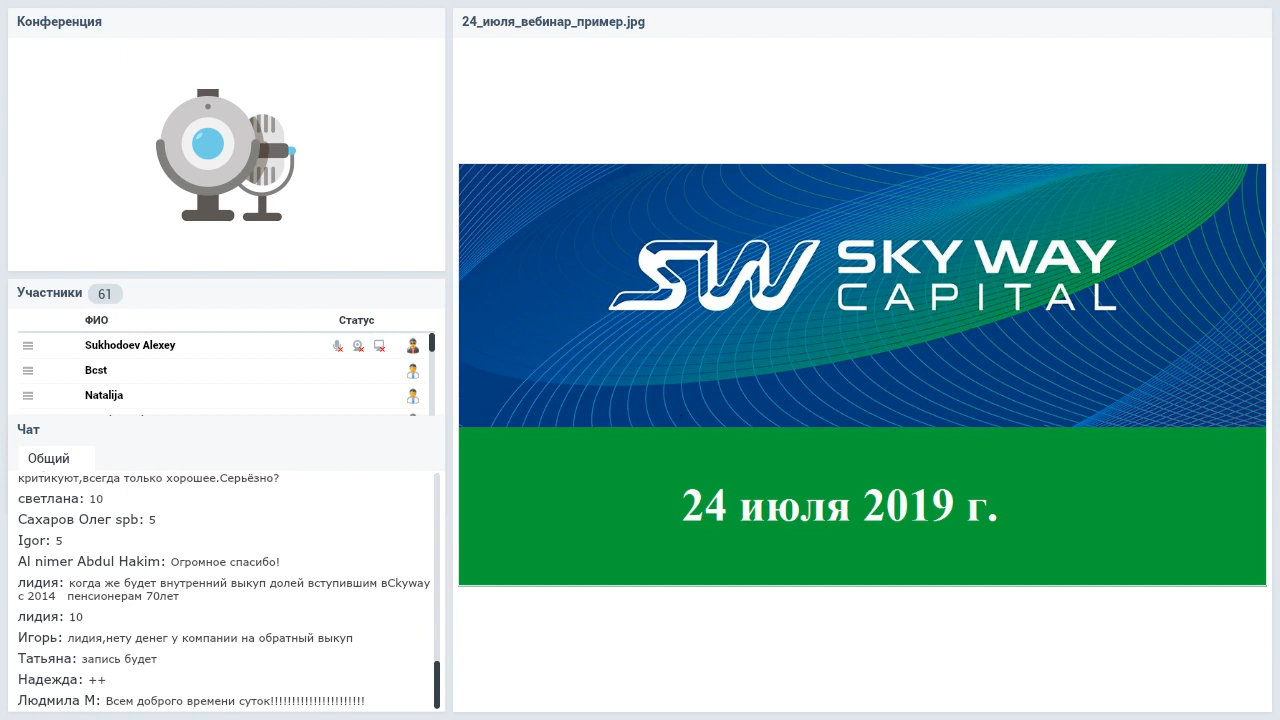 Конференция
Участники 61
ФИО Статус
Sukhodoev Alexey
Bcst
Natalija
Чат
Общий
критикуют,всегда только хорошее.Серьёзно?
светлана: 10
Сахаров Олег spb: 5
Igor: 5
Al nimer Abdul Hakim: Огромное спасибо!
лидия: когда же будет внутренний выкуп долей вступившим вСkyway
с 2014 пенсионерам 70лет
лидия: 10
Игорь: лидия,нету денег у компании на обратный выкуп
Татьяна: запись будет
Надежда: ++
Людмила М: Всем доброго времени суток!!!!!!!!!!!!!!!!!!!!!!
24_июля_вебинар_пример.jpg
SW SKY WAY
CAPITAL
24 июля 2019 г.